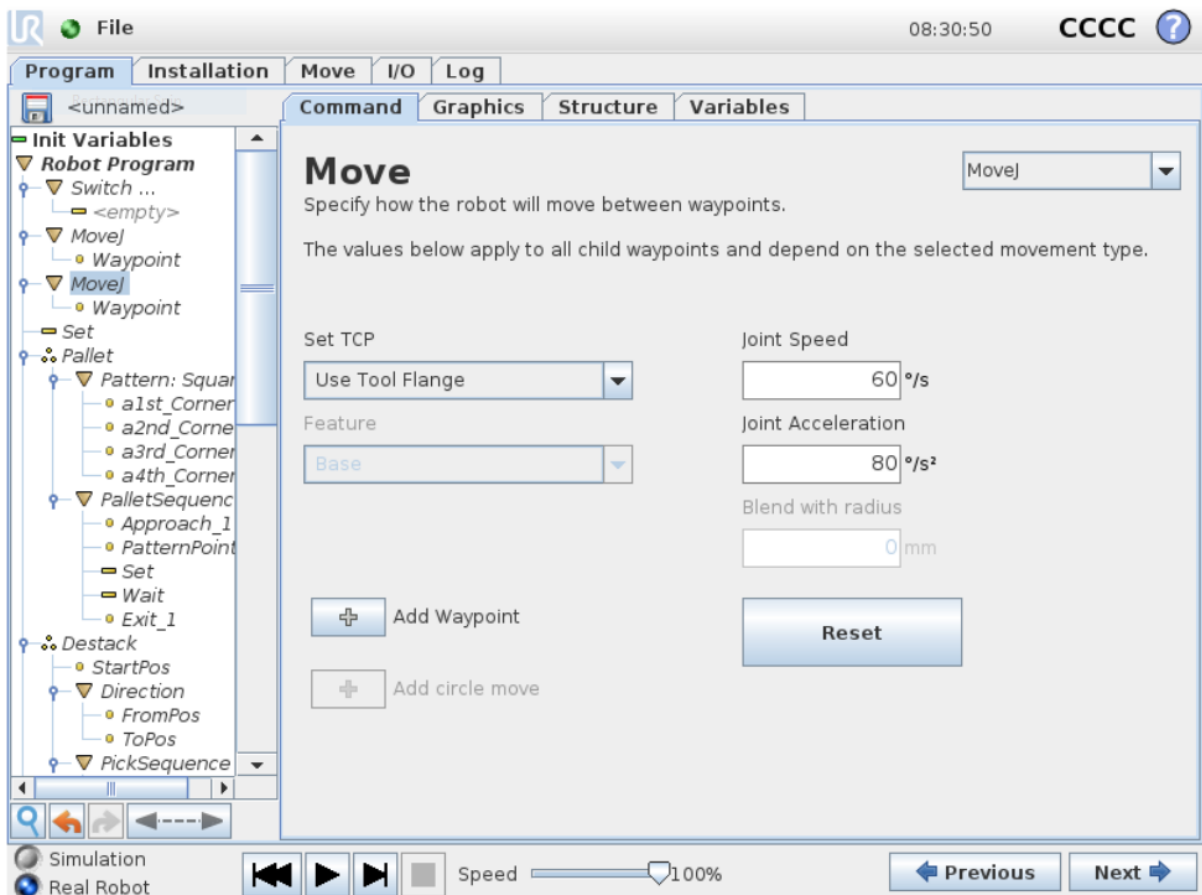 UR File 08:30:50 CCCC ?
Program Installation Move I/O Log
<unnamed> Command Graphics Structure Variables
Init Variables
Robot Program
Switch ...
<empty>
MoveJ
Waypoint
MoveJ
Waypoint
Set
Pallet
Pattern: Squar
a1st_Corner
a2nd_Corne
a3rd_Corner
a4th_Corner
PalletSequenc
Approach_1
PatternPoint
Set
Wait
Exit_1
Destack
StartPos
Direction
FromPos
ToPos
PickSequence
Move MoveJ
Specify how the robot will move between waypoints.
The values below apply to all child waypoints and depend on the selected movement type.
Set TCP Joint Speed
Use Tool Flange 60 °/s
Feature Joint Acceleration
Base 80 °/s²
Blend with radius
0 mm
Add Waypoint Reset
Add circle move
Simulation
Real Robot
Speed 100% Previous Next